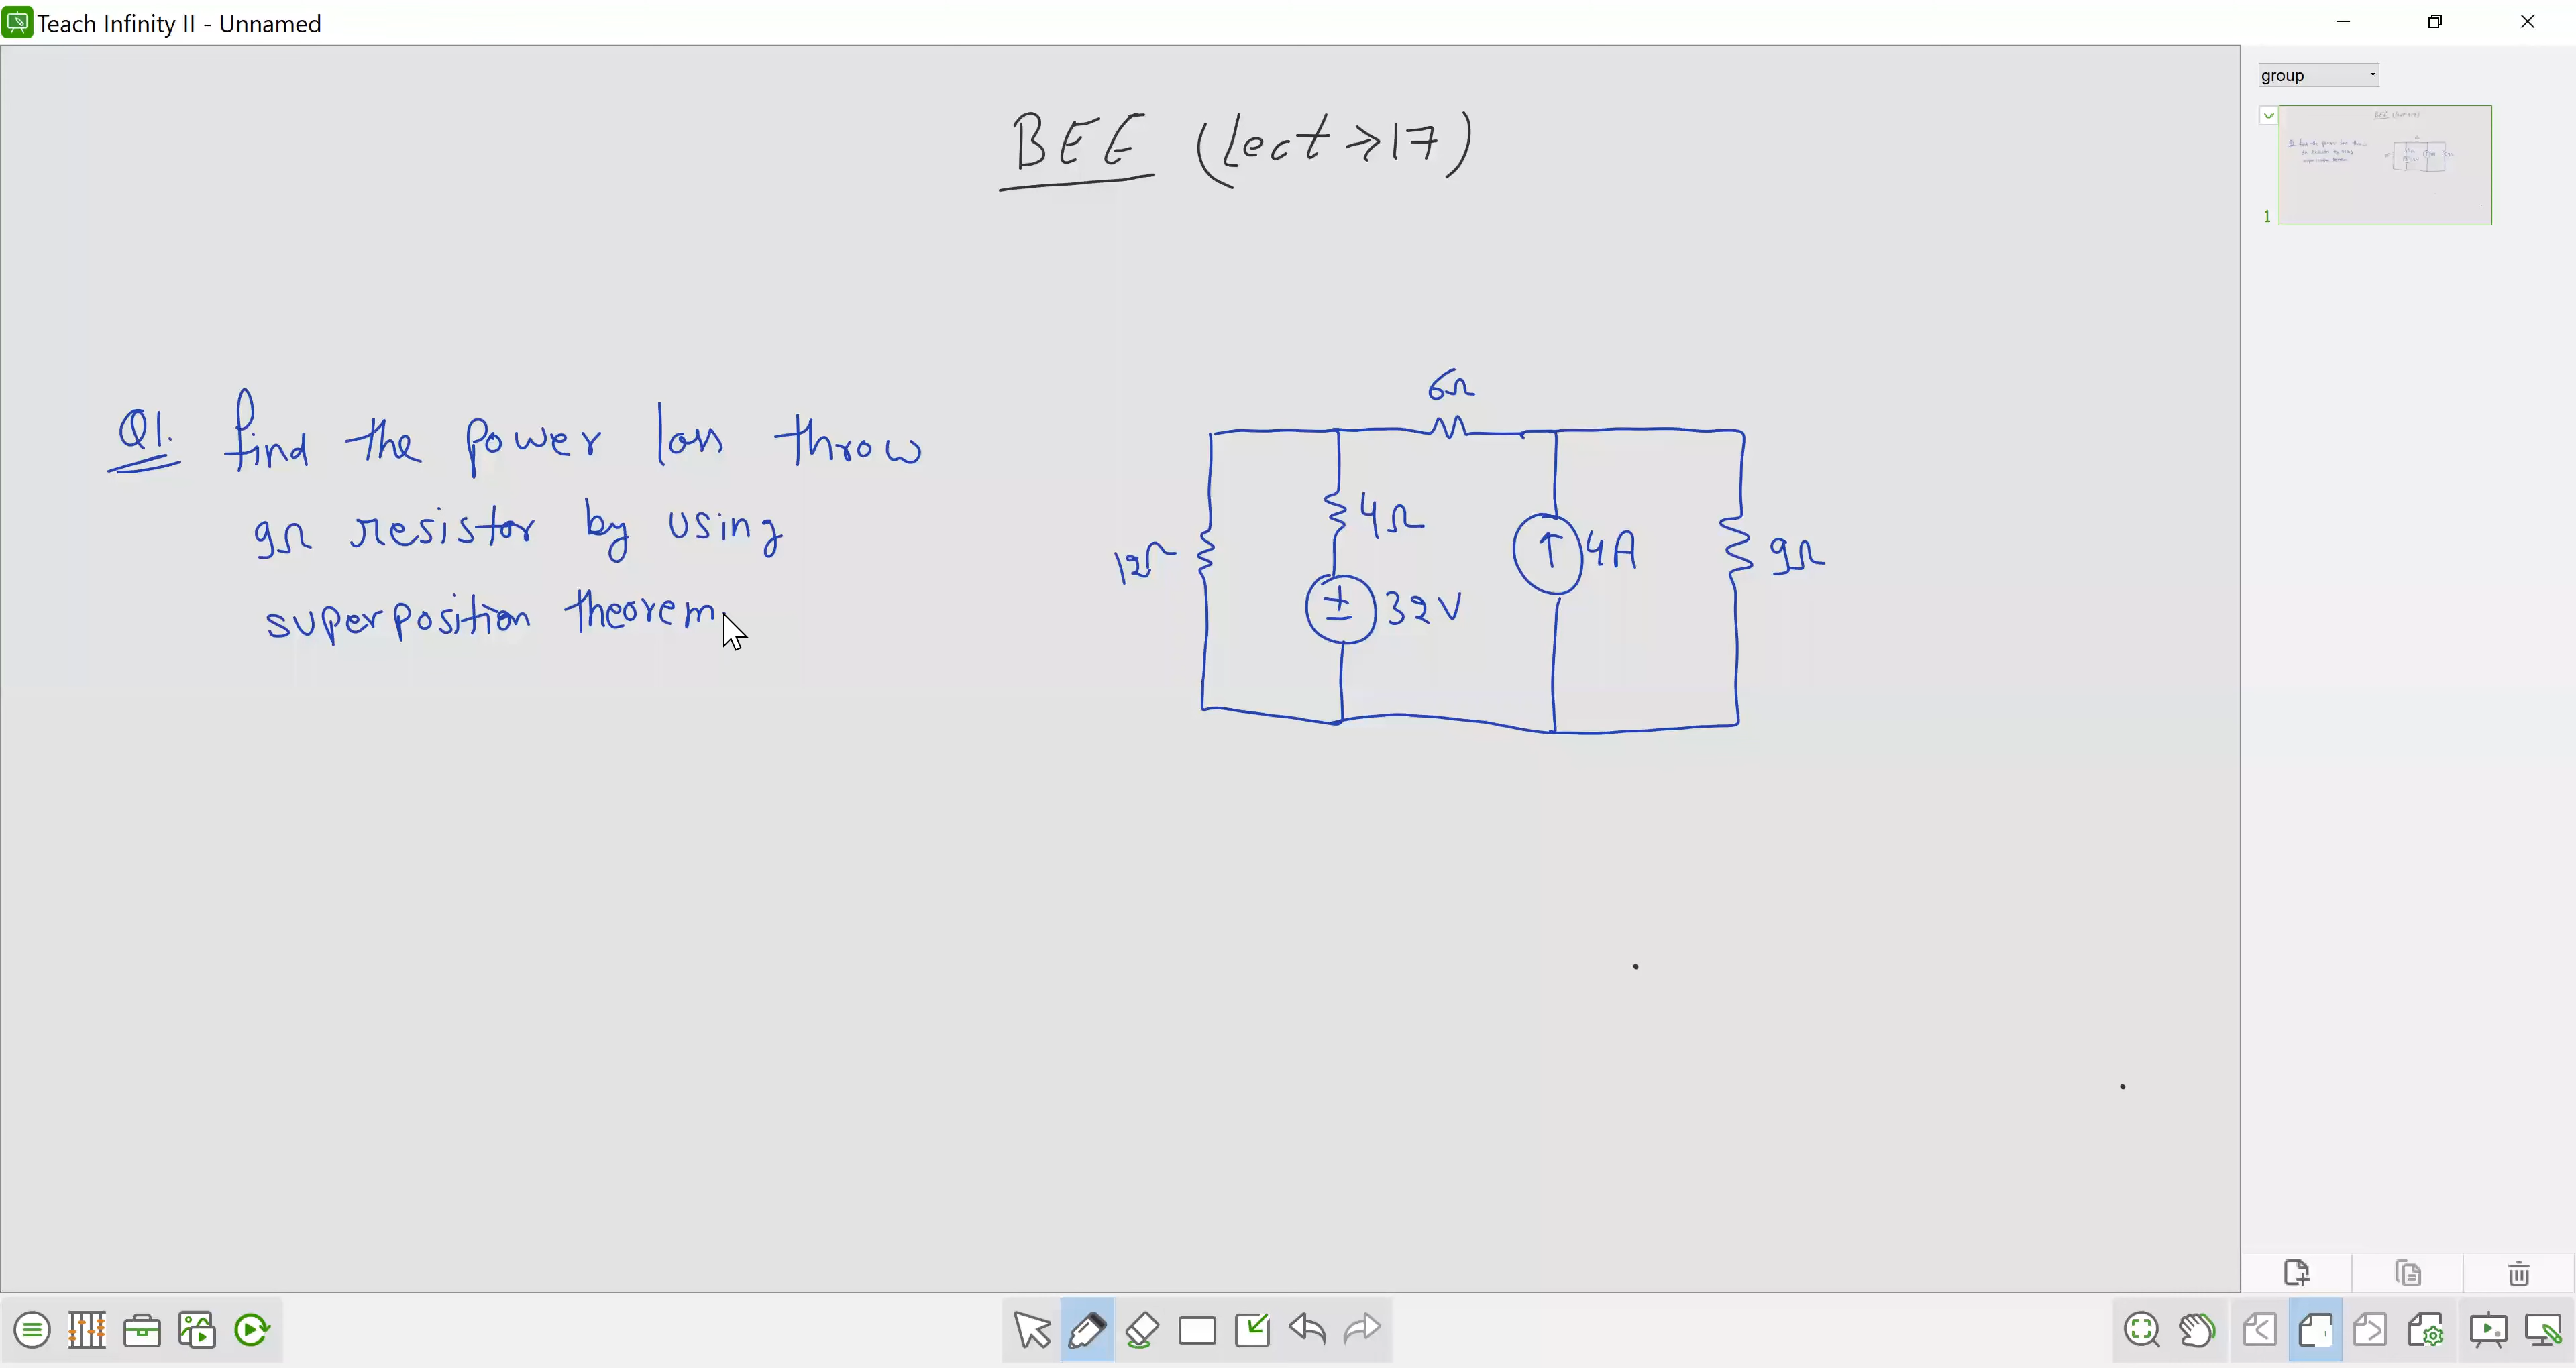 Teach Infinity II - Unnamed
group
BEE (Lect → 17)
Q1. find the power loss throw
9Ω resistor by using
superposition theorem
6Ω
4Ω
12Ω
4A
9Ω
± 32V
1
1